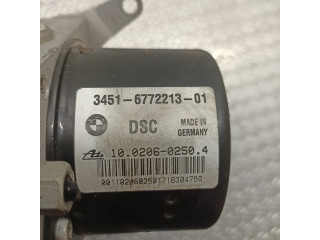 3451-6772213-01
DSC
MADE IN
GERMANY
10.0206-0250.4